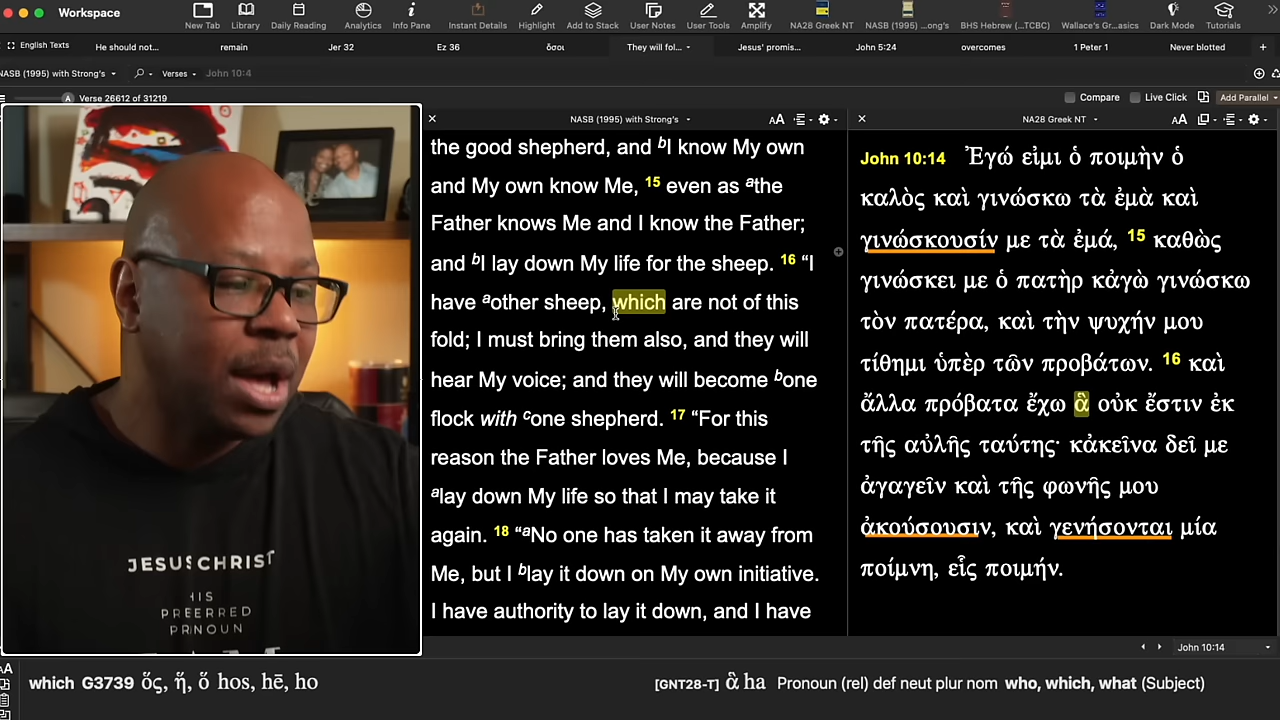 Workspace
New Tab
Library
Daily Reading
Analytics
Info Pane
Instant Details
Highlight
Add to Stack
User Notes
User Tools
Amplify
NA28 Greek NT
NASB (1995) ...ong's
BHS Hebrew (...TCBC)
Wallace's Gr...asics
Dark Mode
Tutorials
English Texts
He should not...
remain
Jer 32
Ez 36
ὅσοι
They will fol...
Jesus' promis...
John 5:24
overcomes
1 Peter 1
Never blotted
NASB (1995) with Strong's
Verses
John 10:4
Verse 26612 of 31219
Compare
Live Click
Add Parallel
NASB (1995) with Strong's
the good shepherd, and bI know My own
and My own know Me, 15 even as athe
Father knows Me and I know the Father;
and bI lay down My life for the sheep. 16 “I
have aother sheep, which are not of this
fold; I must bring them also, and they will
hear My voice; and they will become bone
flock with cone shepherd. 17 “For this
reason the Father loves Me, because I
alay down My life so that I may take it
again. 18 “aNo one has taken it away from
Me, but I blay it down on My own initiative.
I have authority to lay it down, and I have
NA28 Greek NT
John 10:14 Ἐγώ εἰμι ὁ ποιμὴν ὁ
καλὸς καὶ γινώσκω τὰ ἐμὰ καὶ
γινώσκουσίν με τὰ ἐμά, 15 καθὼς
γινώσκει με ὁ πατὴρ κἀγὼ γινώσκω
τὸν πατέρα, καὶ τὴν ψυχήν μου
τίθημι ὑπὲρ τῶν προβάτων. 16 καὶ
ἄλλα πρόβατα ἔχω ἃ οὐκ ἔστιν ἐκ
τῆς αὐλῆς ταύτης· κἀκεῖνα δεῖ με
ἀγαγεῖν καὶ τῆς φωνῆς μου
ἀκούσουσιν, καὶ γενήσονται μία
ποίμνη, εἷς ποιμήν.
John 10:14
JESUS CHRIST
HIS
PREFERRED
PRONOUN
which G3739 ὅς, ἥ, ὅ hos, hē, ho
[GNT28-T] ἃ ha Pronoun (rel) def neut plur nom who, which, what (Subject)